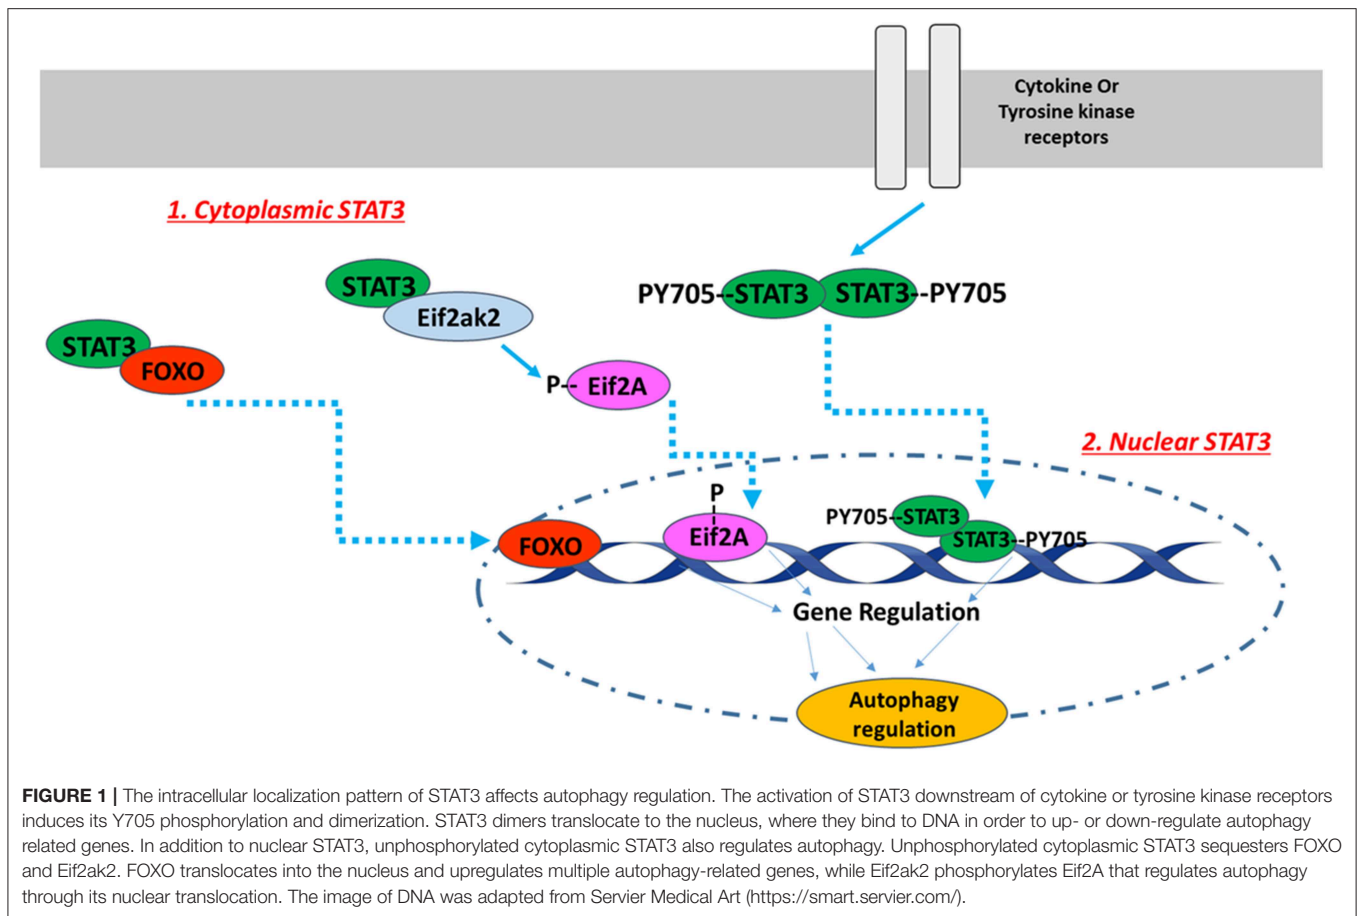 Cytokine Or
Tyrosine kinase
receptors
1. Cytoplasmic STAT3
STAT3
Eif2ak2
PY705--STAT3 STAT3--PY705
STAT3
FOXO
P-- Eif2A
2. Nuclear STAT3
P
PY705--STAT3
FOXO
Eif2A
STAT3--PY705
Gene Regulation
Autophagy
regulation
FIGURE 1 | The intracellular localization pattern of STAT3 affects autophagy regulation. The activation of STAT3 downstream of cytokine or tyrosine kinase receptors
induces its Y705 phosphorylation and dimerization. STAT3 dimers translocate to the nucleus, where they bind to DNA in order to up- or down-regulate autophagy
related genes. In addition to nuclear STAT3, unphosphorylated cytoplasmic STAT3 also regulates autophagy. Unphosphorylated cytoplasmic STAT3 sequesters FOXO
and Eif2ak2. FOXO translocates into the nucleus and upregulates multiple autophagy-related genes, while Eif2ak2 phosphorylates Eif2A that regulates autophagy
through its nuclear translocation. The image of DNA was adapted from Servier Medical Art (https://smart.servier.com/).